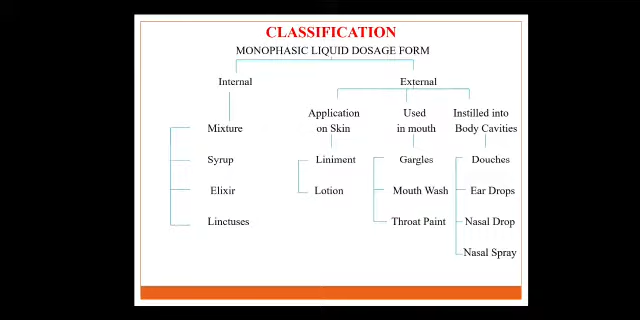 CLASSIFICATION
MONOPHASIC LIQUID DOSAGE FORM
Internal
External
Mixture
Syrup
Elixir
Linctuses
Application
on Skin
Liniment
Lotion
Used
in mouth
Gargles
Mouth Wash
Throat Paint
Instilled into
Body Cavities
Douches
Ear Drops
Nasal Drop
Nasal Spray